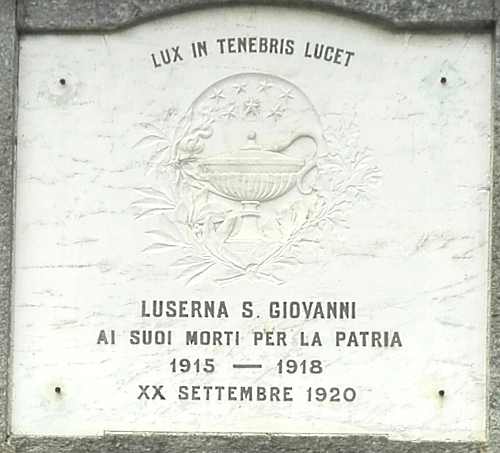 LUX IN TENEBRIS LUCET
LUSERNA S. GIOVANNI
AI SUOI MORTI PER LA PATRIA
1915 — 1918
XX SETTEMBRE 1920